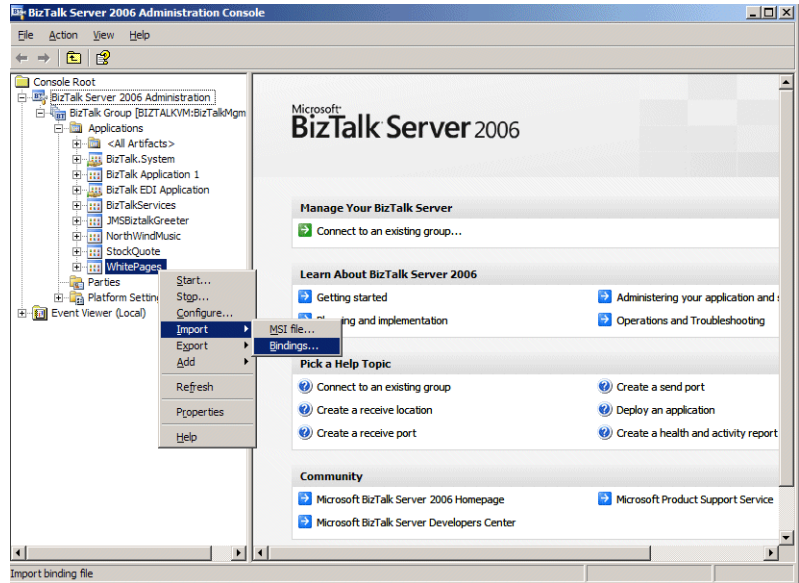 BizTalk Server 2006 Administration Console
File Action View Help
Console Root
BizTalk Server 2006 Administration
BizTalk Group [BIZTALKVM:BizTalkMgm
Applications
<All Artifacts>
BizTalk.System
BizTalk Application 1
BizTalk EDI Application
BizTalkServices
JMSBiztalkGreeter
NorthWindMusic
StockQuote
WhitePages
Parties
Platform Setting
Event Viewer (Local)
Start...
Stop...
Configure...
Import
Export
Add
Refresh
Properties
Help
MSI file...
Bindings...
Microsoft
BizTalk Server 2006
Manage Your BizTalk Server
Connect to an existing group...
Learn About BizTalk Server 2006
Getting started
Administering your application and
ing and implementation
Operations and Troubleshooting
Pick a Help Topic
Connect to an existing group
Create a send port
Create a receive location
Deploy an application
Create a receive port
Create a health and activity report
Community
Microsoft BizTalk Server 2006 Homepage
Microsoft Product Support Service
Microsoft BizTalk Server Developers Center
Import binding file